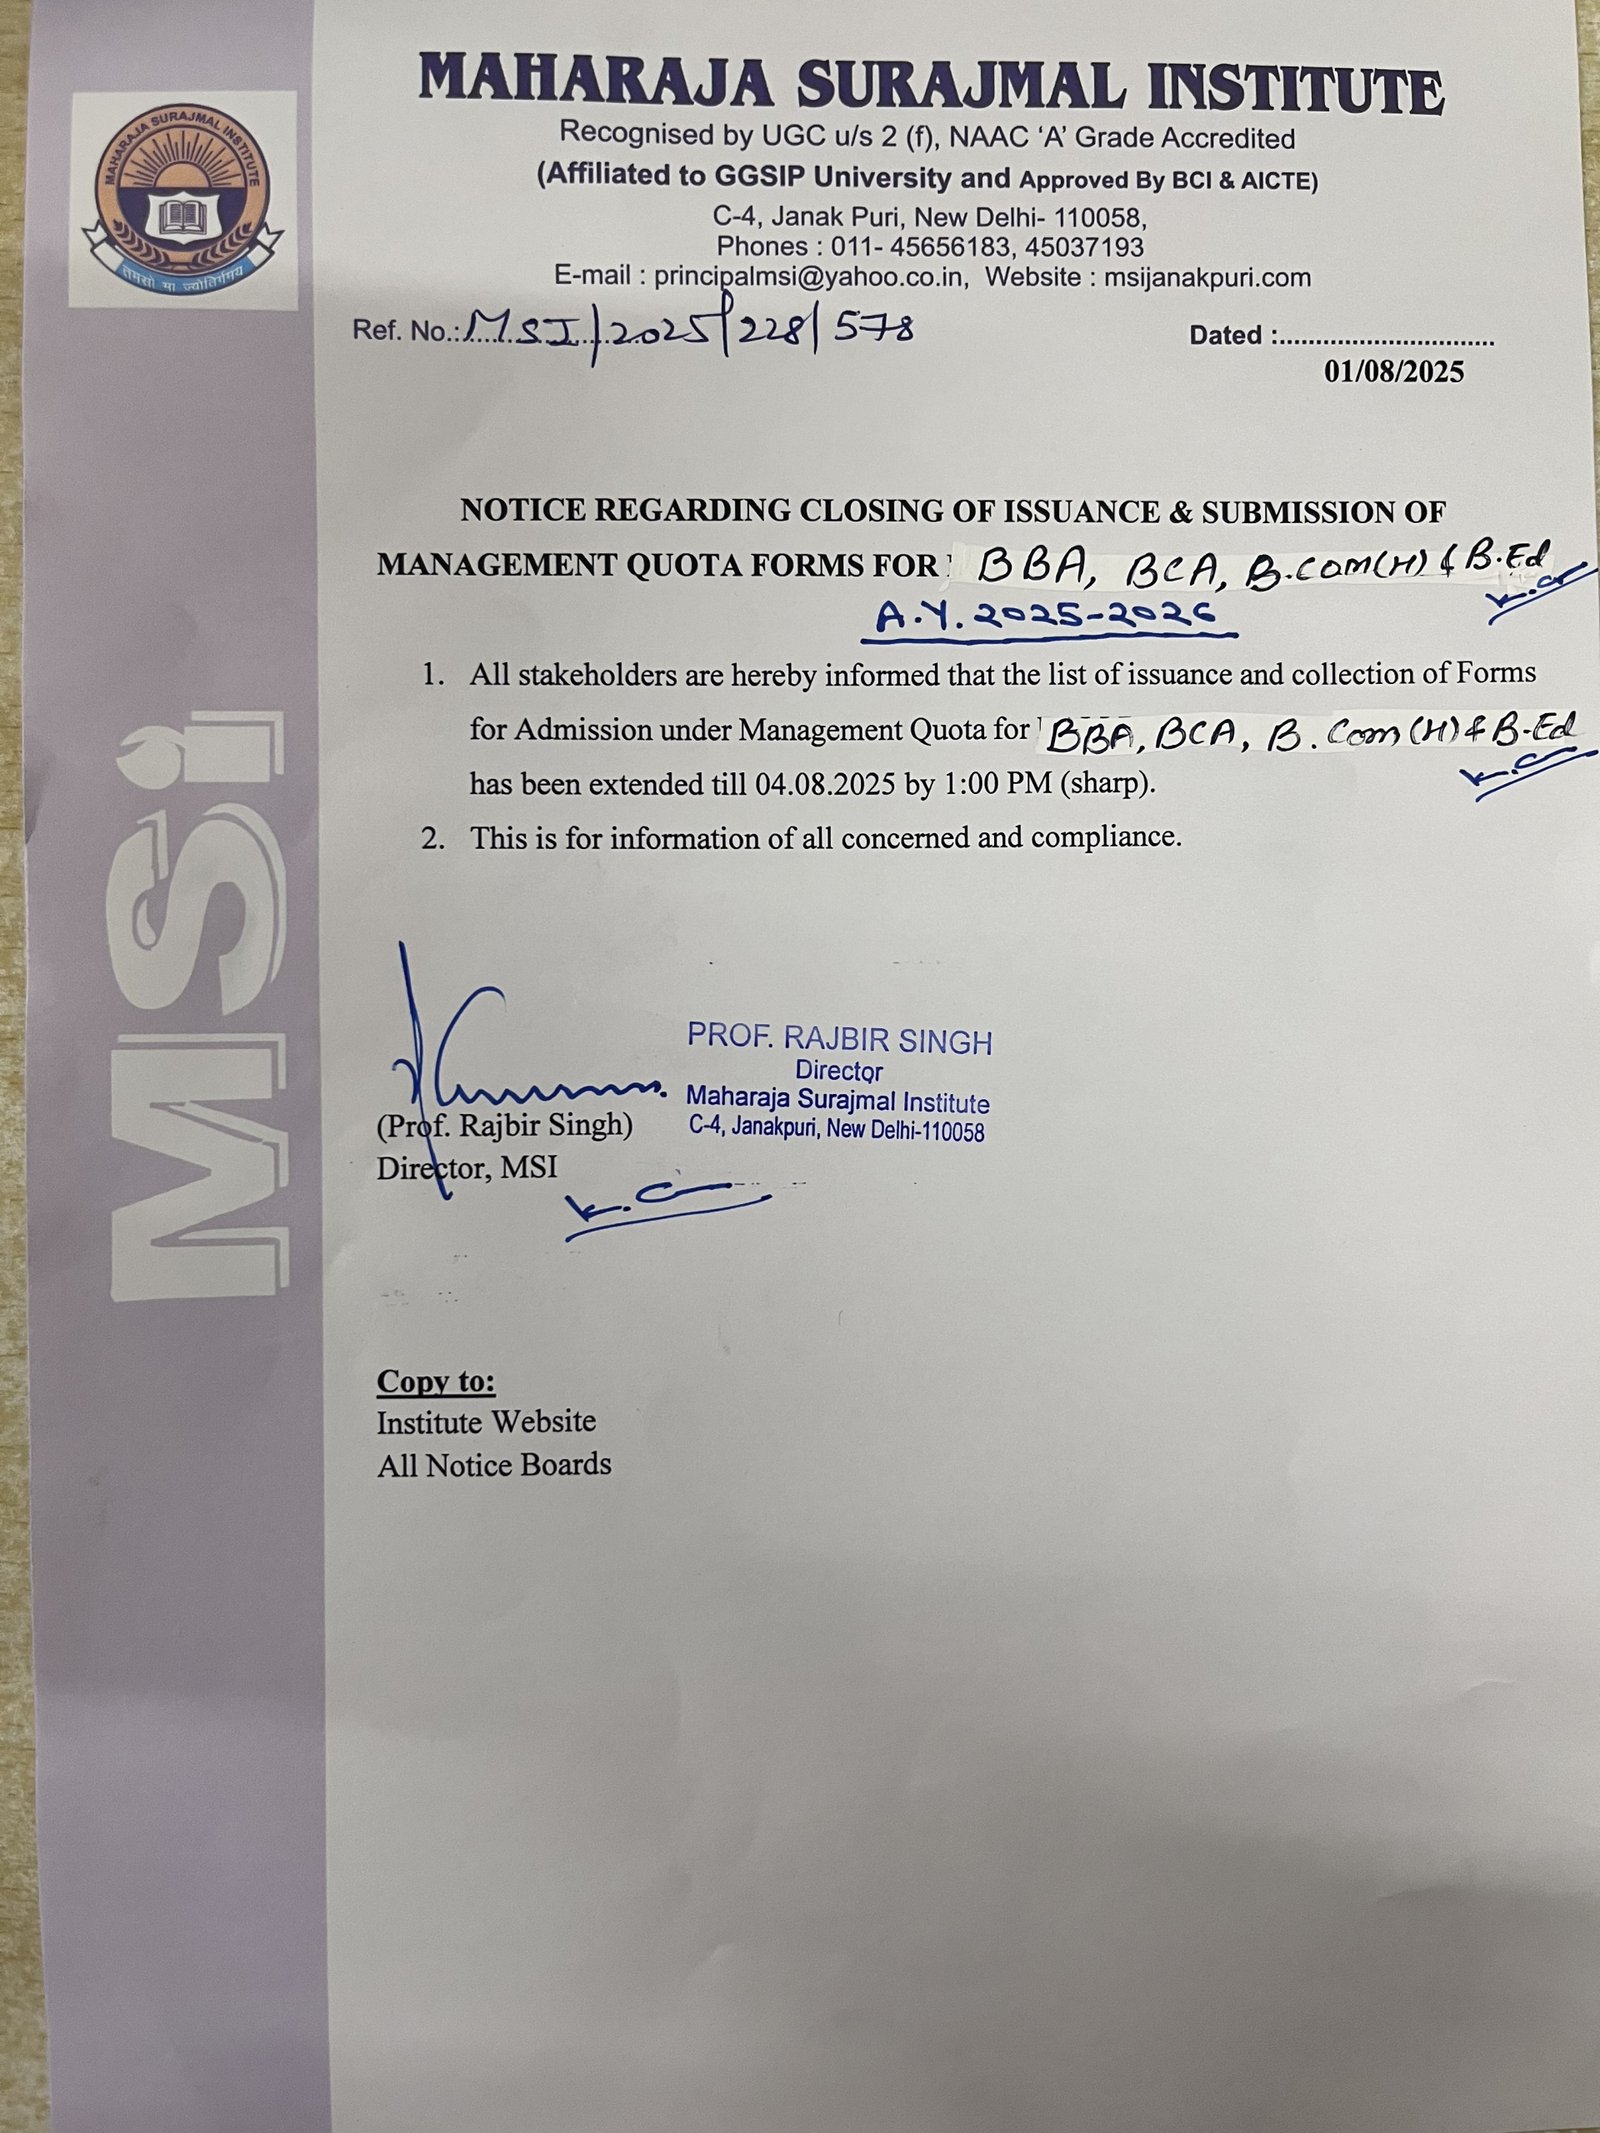 MAHARAJA SURAJMAL INSTITUTE
तमसो मा ज्योतिर्गमय
MAHARAJA SURAJMAL INSTITUTE
Recognised by UGC u/s 2 (f), NAAC ‘A’ Grade Accredited
(Affiliated to GGSIP University and Approved By BCI & AICTE)
C-4, Janak Puri, New Delhi- 110058,
Phones : 011- 45656183, 45037193
E-mail : principalmsi@yahoo.co.in, Website : msijanakpuri.com
Ref. No.: MSI/2025/228/578
Dated :..............................
01/08/2025
NOTICE REGARDING CLOSING OF ISSUANCE & SUBMISSION OF
MANAGEMENT QUOTA FORMS FOR BBA, BCA, B.Com(H) & B.Ed
A.Y. 2025-2026
1. All stakeholders are hereby informed that the list of issuance and collection of Forms
for Admission under Management Quota for BBA, BCA, B.Com(H) & B-Ed
has been extended till 04.08.2025 by 1:00 PM (sharp).
2. This is for information of all concerned and compliance.
PROF. RAJBIR SINGH
Director
Maharaja Surajmal Institute
C-4, Janakpuri, New Delhi-110058
(Prof. Rajbir Singh)
Director, MSI
Copy to:
Institute Website
All Notice Boards
MSi